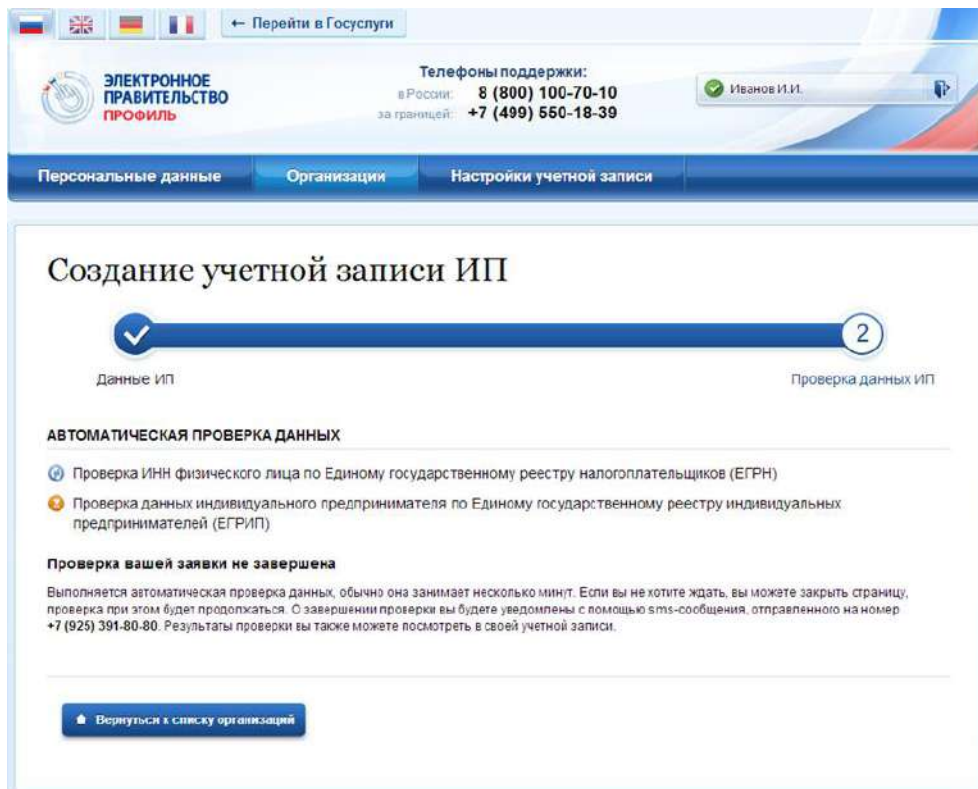 ← Перейти в Госуслуги
ЭЛЕКТРОННОЕ
ПРАВИТЕЛЬСТВО
ПРОФИЛЬ
Телефоны поддержки:
в России: 8 (800) 100-70-10
за границей: +7 (499) 550-18-39
Иванов И.И.
Персональные данные Организации Настройки учетной записи
Создание учетной записи ИП
2
Данные ИП Проверка данных ИП
АВТОМАТИЧЕСКАЯ ПРОВЕРКА ДАННЫХ
Проверка ИНН физического лица по Единому государственному реестру налогоплательщиков (ЕГРН)
Проверка данных индивидуального предпринимателя по Единому государственному реестру индивидуальных
предпринимателей (ЕГРИП)
Проверка вашей заявки не завершена
Выполняется автоматическая проверка данных, обычно она занимает несколько минут. Если вы не хотите ждать, вы можете закрыть страницу,
проверка при этом будет продолжаться. О завершении проверки вы будете уведомлены с помощью sms-сообщения, отправленного на номер
+7 (925) 391-80-80. Результаты проверки вы также можете посмотреть в своей учетной записи.
Вернуться к списку организаций